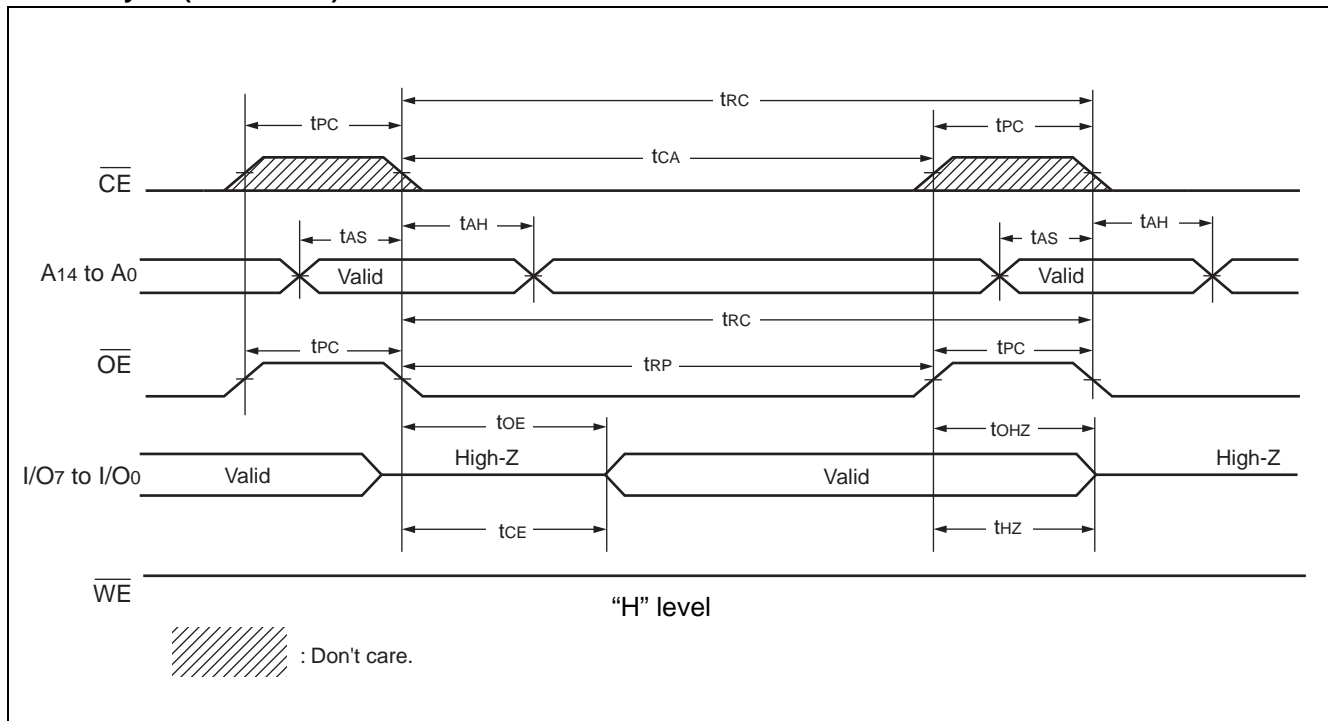 tRC
tPC
tPC
tCA
CE
tAS
tAH
tAS
tAH
A14 to A0
Valid
Valid
tRC
tPC
tPC
OE
tRP
tOE
tOHZ
I/O7 to I/O0
Valid
High-Z
Valid
High-Z
tCE
tHZ
WE
“H” level
: Don't care.